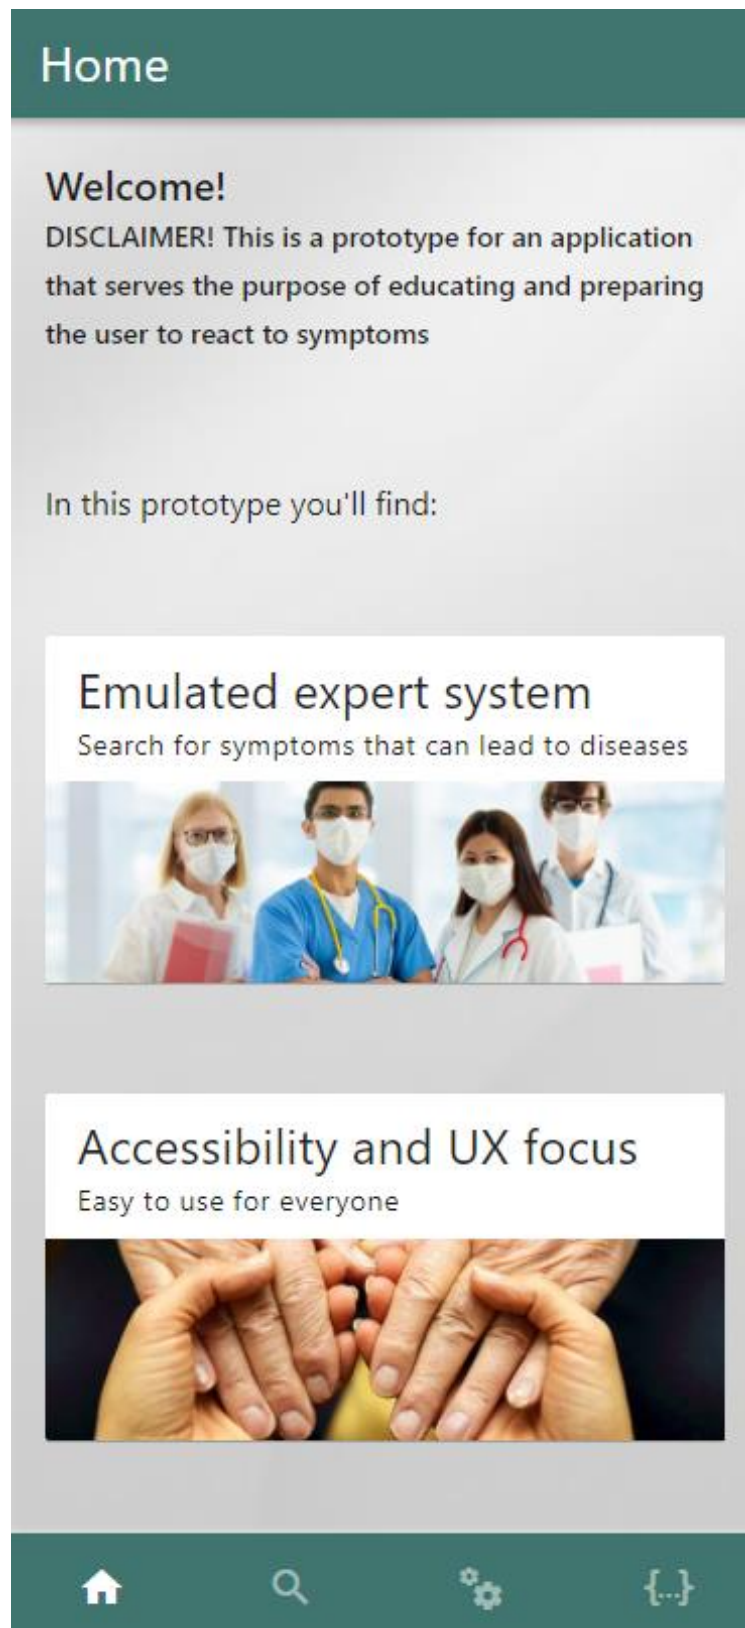 Home
Welcome!
DISCLAIMER! This is a prototype for an application
that serves the purpose of educating and preparing
the user to react to symptoms
In this prototype you'll find:
Emulated expert system
Search for symptoms that can lead to diseases
Accessibility and UX focus
Easy to use for everyone
{...}